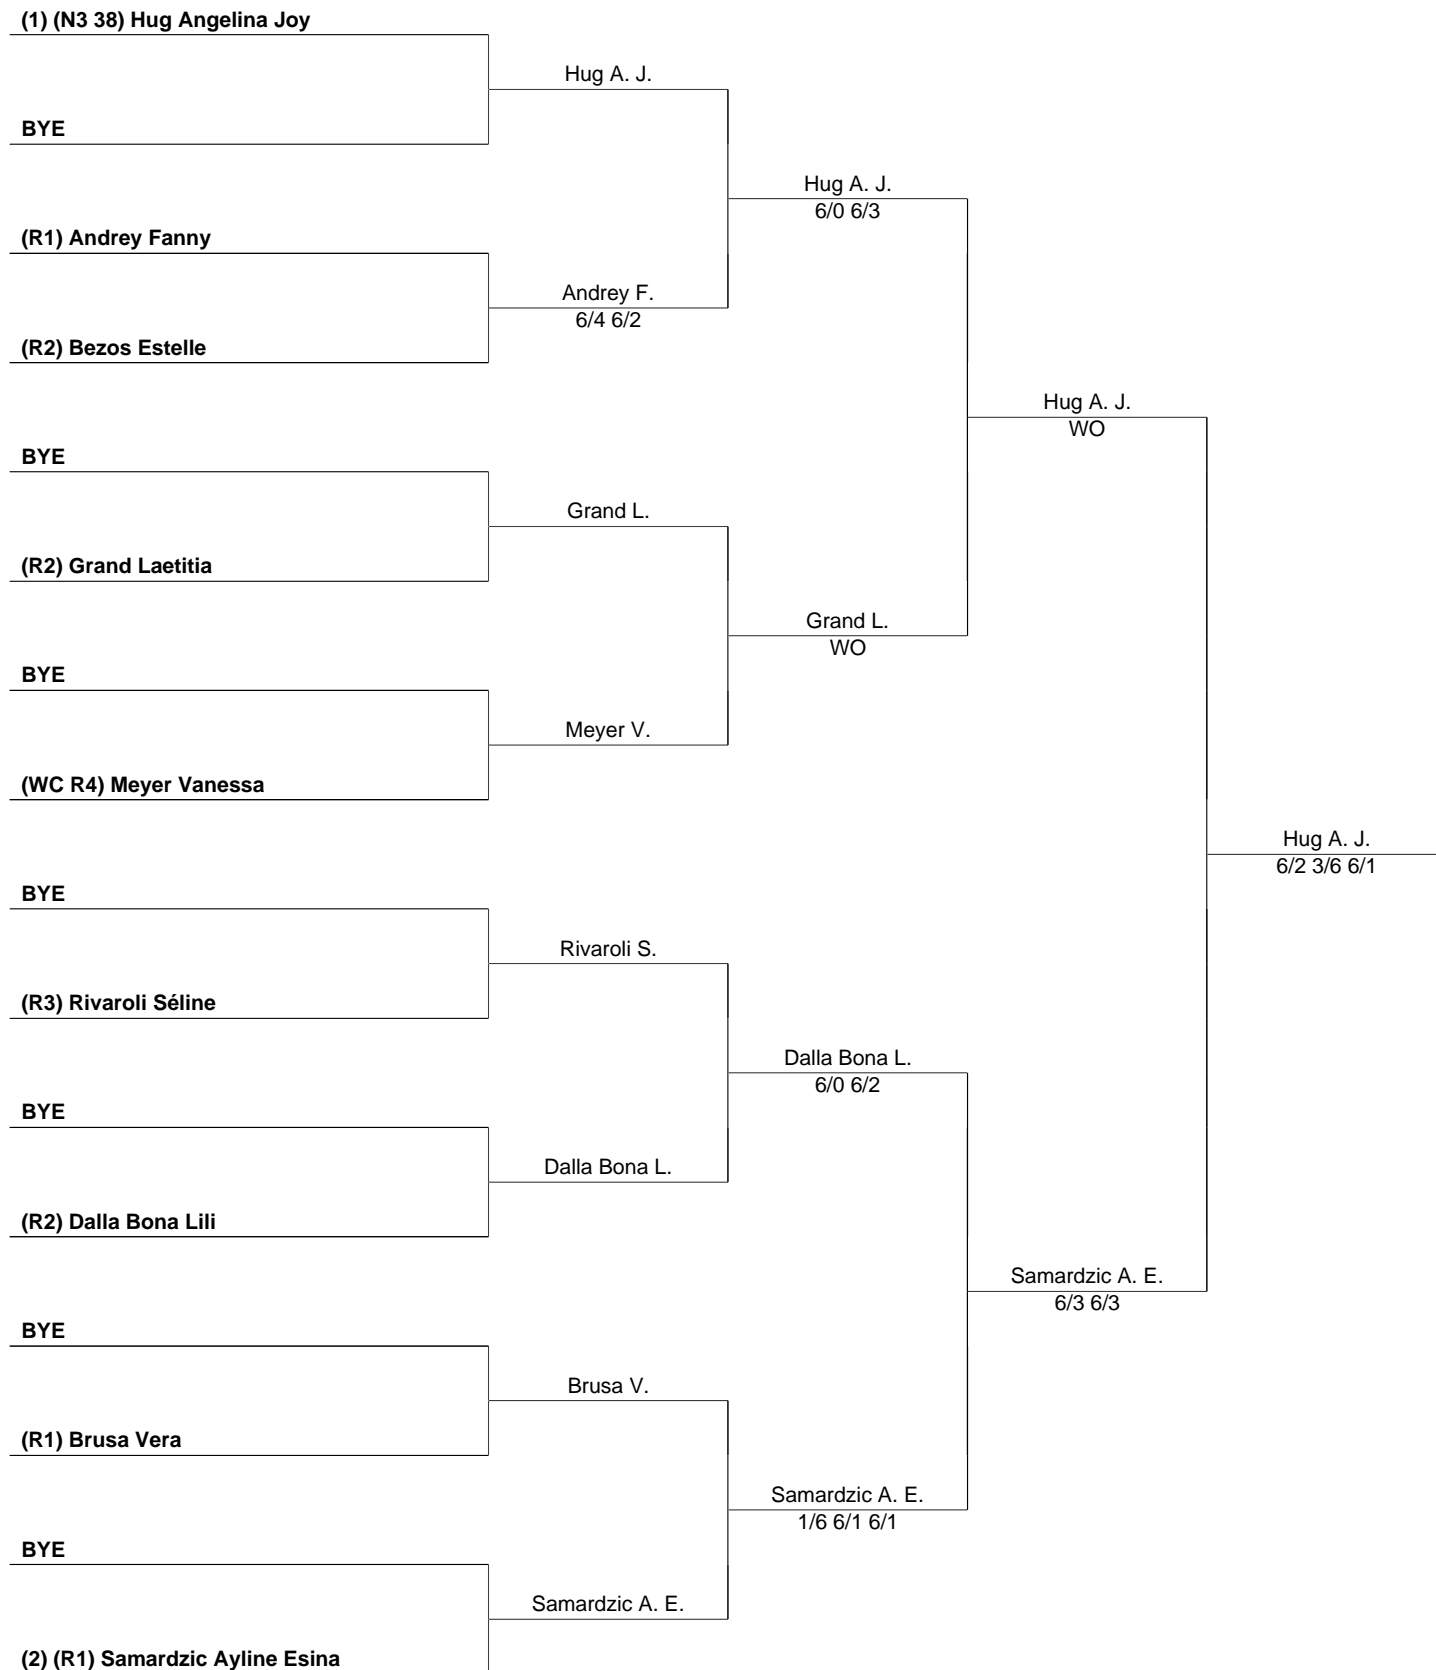 (1) (N3 38) Hug Angelina Joy
Hug A. J.
BYE
Hug A. J.
6/0 6/3
(R1) Andrey Fanny
Andrey F.
6/4 6/2
(R2) Bezos Estelle
Hug A. J.
WO
BYE
Grand L.
(R2) Grand Laetitia
Grand L.
WO
BYE
Meyer V.
(WC R4) Meyer Vanessa
Hug A. J.
6/2 3/6 6/1
BYE
Rivaroli S.
(R3) Rivaroli Séline
Dalla Bona L.
6/0 6/2
BYE
Dalla Bona L.
(R2) Dalla Bona Lili
Samardzic A. E.
6/3 6/3
BYE
Brusa V.
(R1) Brusa Vera
Samardzic A. E.
1/6 6/1 6/1
BYE
Samardzic A. E.
(2) (R1) Samardzic Ayline Esina